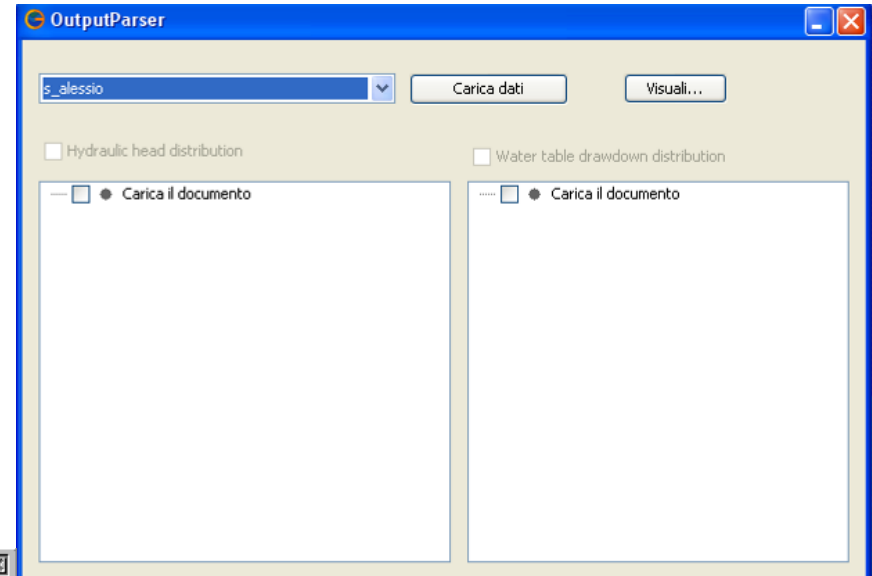 OutputParser
s_alessio
Carica dati
Visuali...
Hydraulic head distribution
Water table drawdown distribution
Carica il documento
Carica il documento